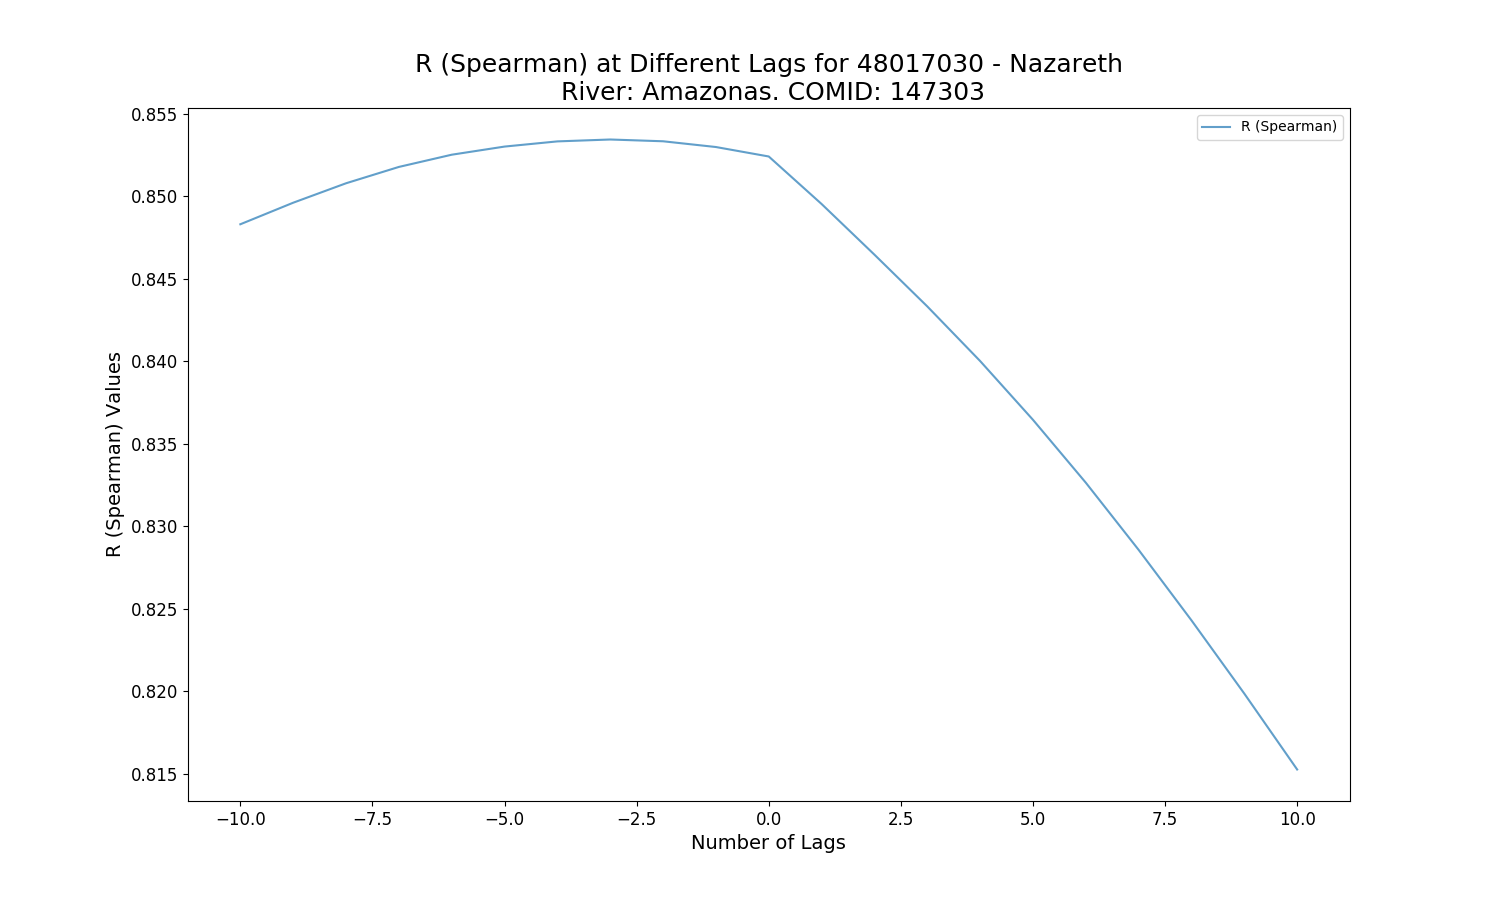 R (Spearman) at Different Lags for 48017030 - Nazareth
River: Amazonas. COMID: 147303
R (Spearman)
0.855
0.850
0.845
0.840
0.835
0.830
0.825
0.820
0.815
R (Spearman) Values
−10.0 −7.5 −5.0 −2.5 0.0 2.5 5.0 7.5 10.0
Number of Lags